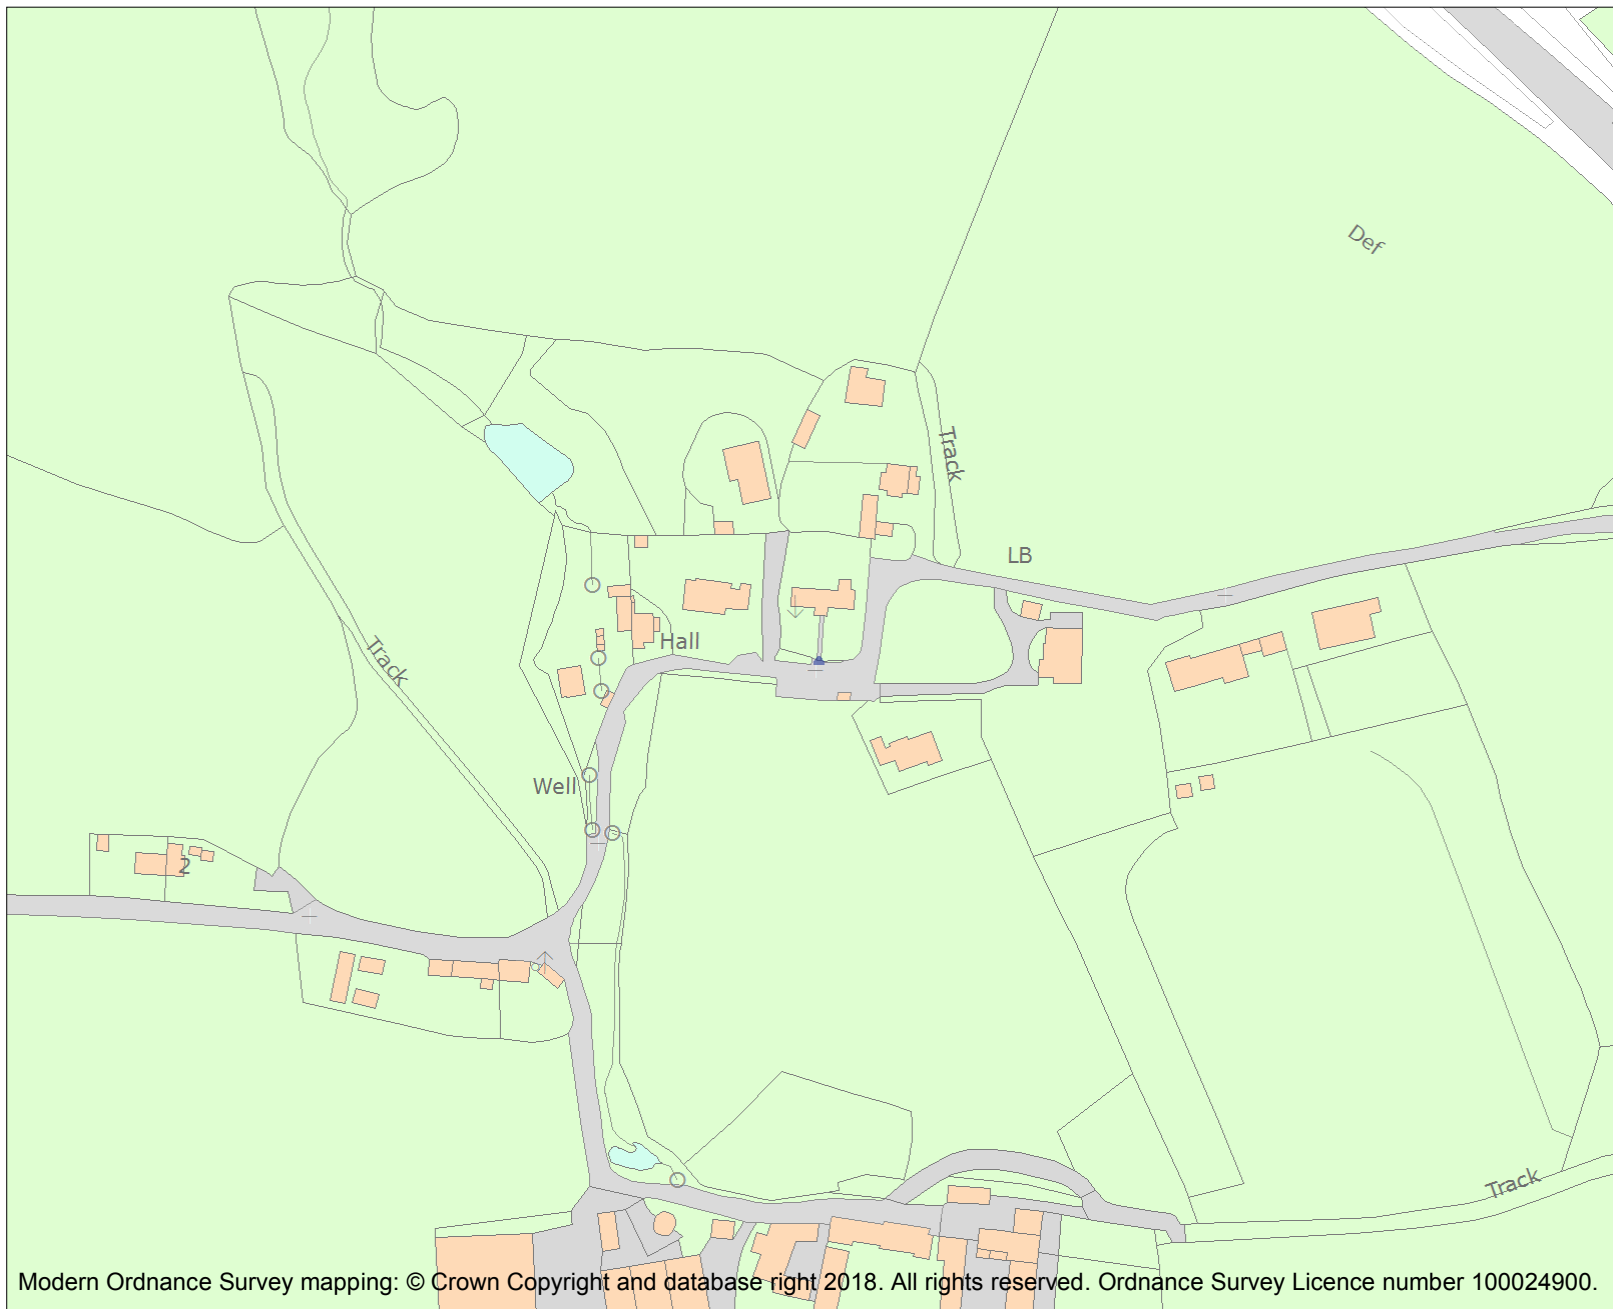 Def
Track
LB
Hall
Track
Well
2
Track
Modern Ordnance Survey mapping: © Crown Copyright and database right 2018. All rights reserved. Ordnance Survey Licence number 100024900.